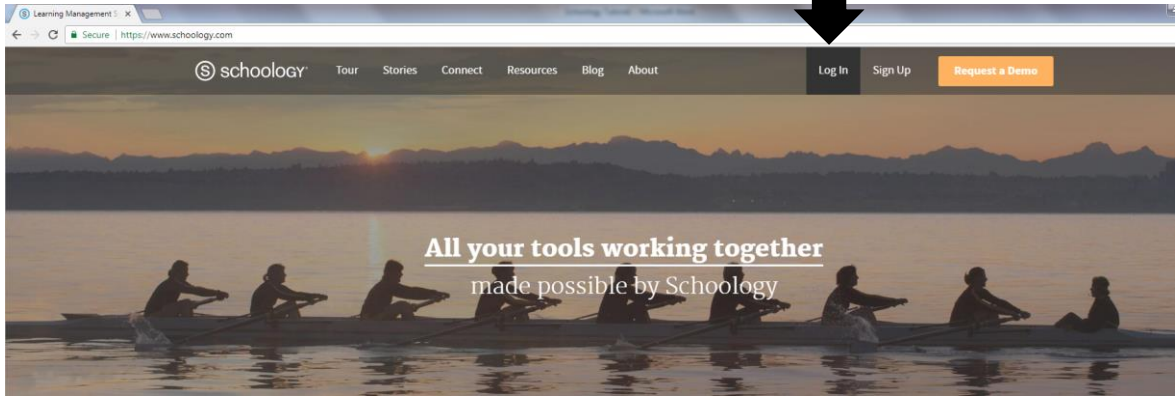 Learning Management S
Secure | https://www.schoology.com
S schoology Tour Stories Connect Resources Blog About Log In Sign Up Request a Demo
All your tools working together
made possible by Schoology